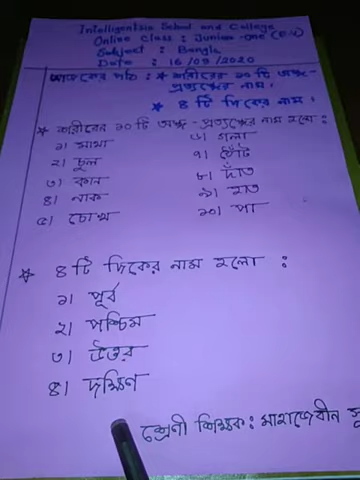 Intelligentsia School and College
Online Class : Junior-One (E.V)
Subject : Bangla
Date : 16/09/2020
আজকের পাঠ : * শরীরের ১০ টি অঙ্গ-
প্রত্যঙ্গের নাম।
* ৪ টি দিকের নাম।
* শরীরের ১০ টি অঙ্গ-প্রত্যঙ্গের নাম হলো :
১। মাথা
২। চুল
৩। কান
৪। নাক
৫। চোখ
৬। গলা
৭। ঠোঁট
৮। দাঁত
৯। হাত
১০। পা
* ৪ টি দিকের নাম হলো :
১। পূর্ব
২। পশ্চিম
৩। উত্তর
৪। দক্ষিণ
শ্রেণী শিক্ষক : মাহাজেবীন